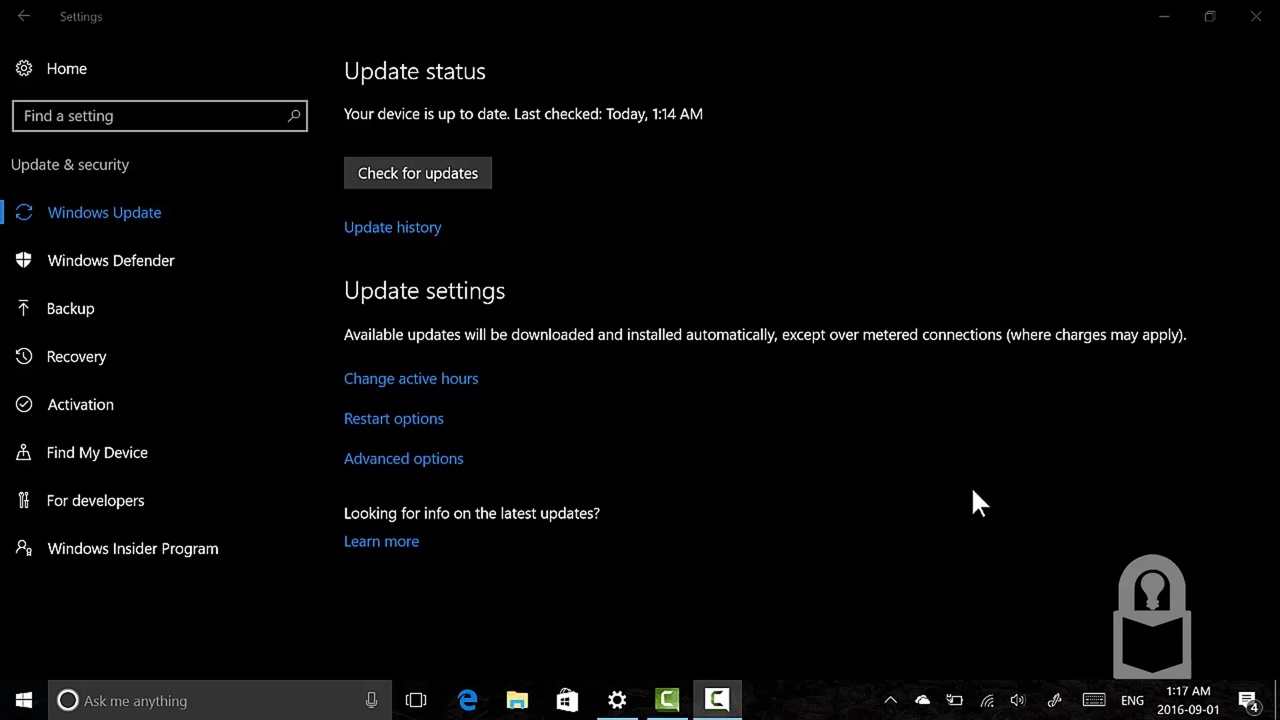 Settings
Home
Find a setting
Update & security
Windows Update
Windows Defender
Backup
Recovery
Activation
Find My Device
For developers
Windows Insider Program
Update status
Your device is up to date. Last checked: Today, 1:14 AM
Check for updates
Update history
Update settings
Available updates will be downloaded and installed automatically, except over metered connections (where charges may apply).
Change active hours
Restart options
Advanced options
Looking for info on the latest updates?
Learn more
Ask me anything
ENG
1:17 AM
2016-09-01
4